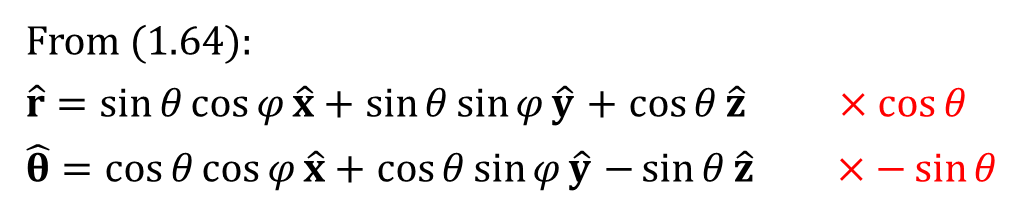 From (1.64):
r̂ = sin θ cos φ x̂ + sin θ sin φ ŷ + cos θ ẑ × cos θ
θ̂ = cos θ cos φ x̂ + cos θ sin φ ŷ − sin θ ẑ × − sin θ